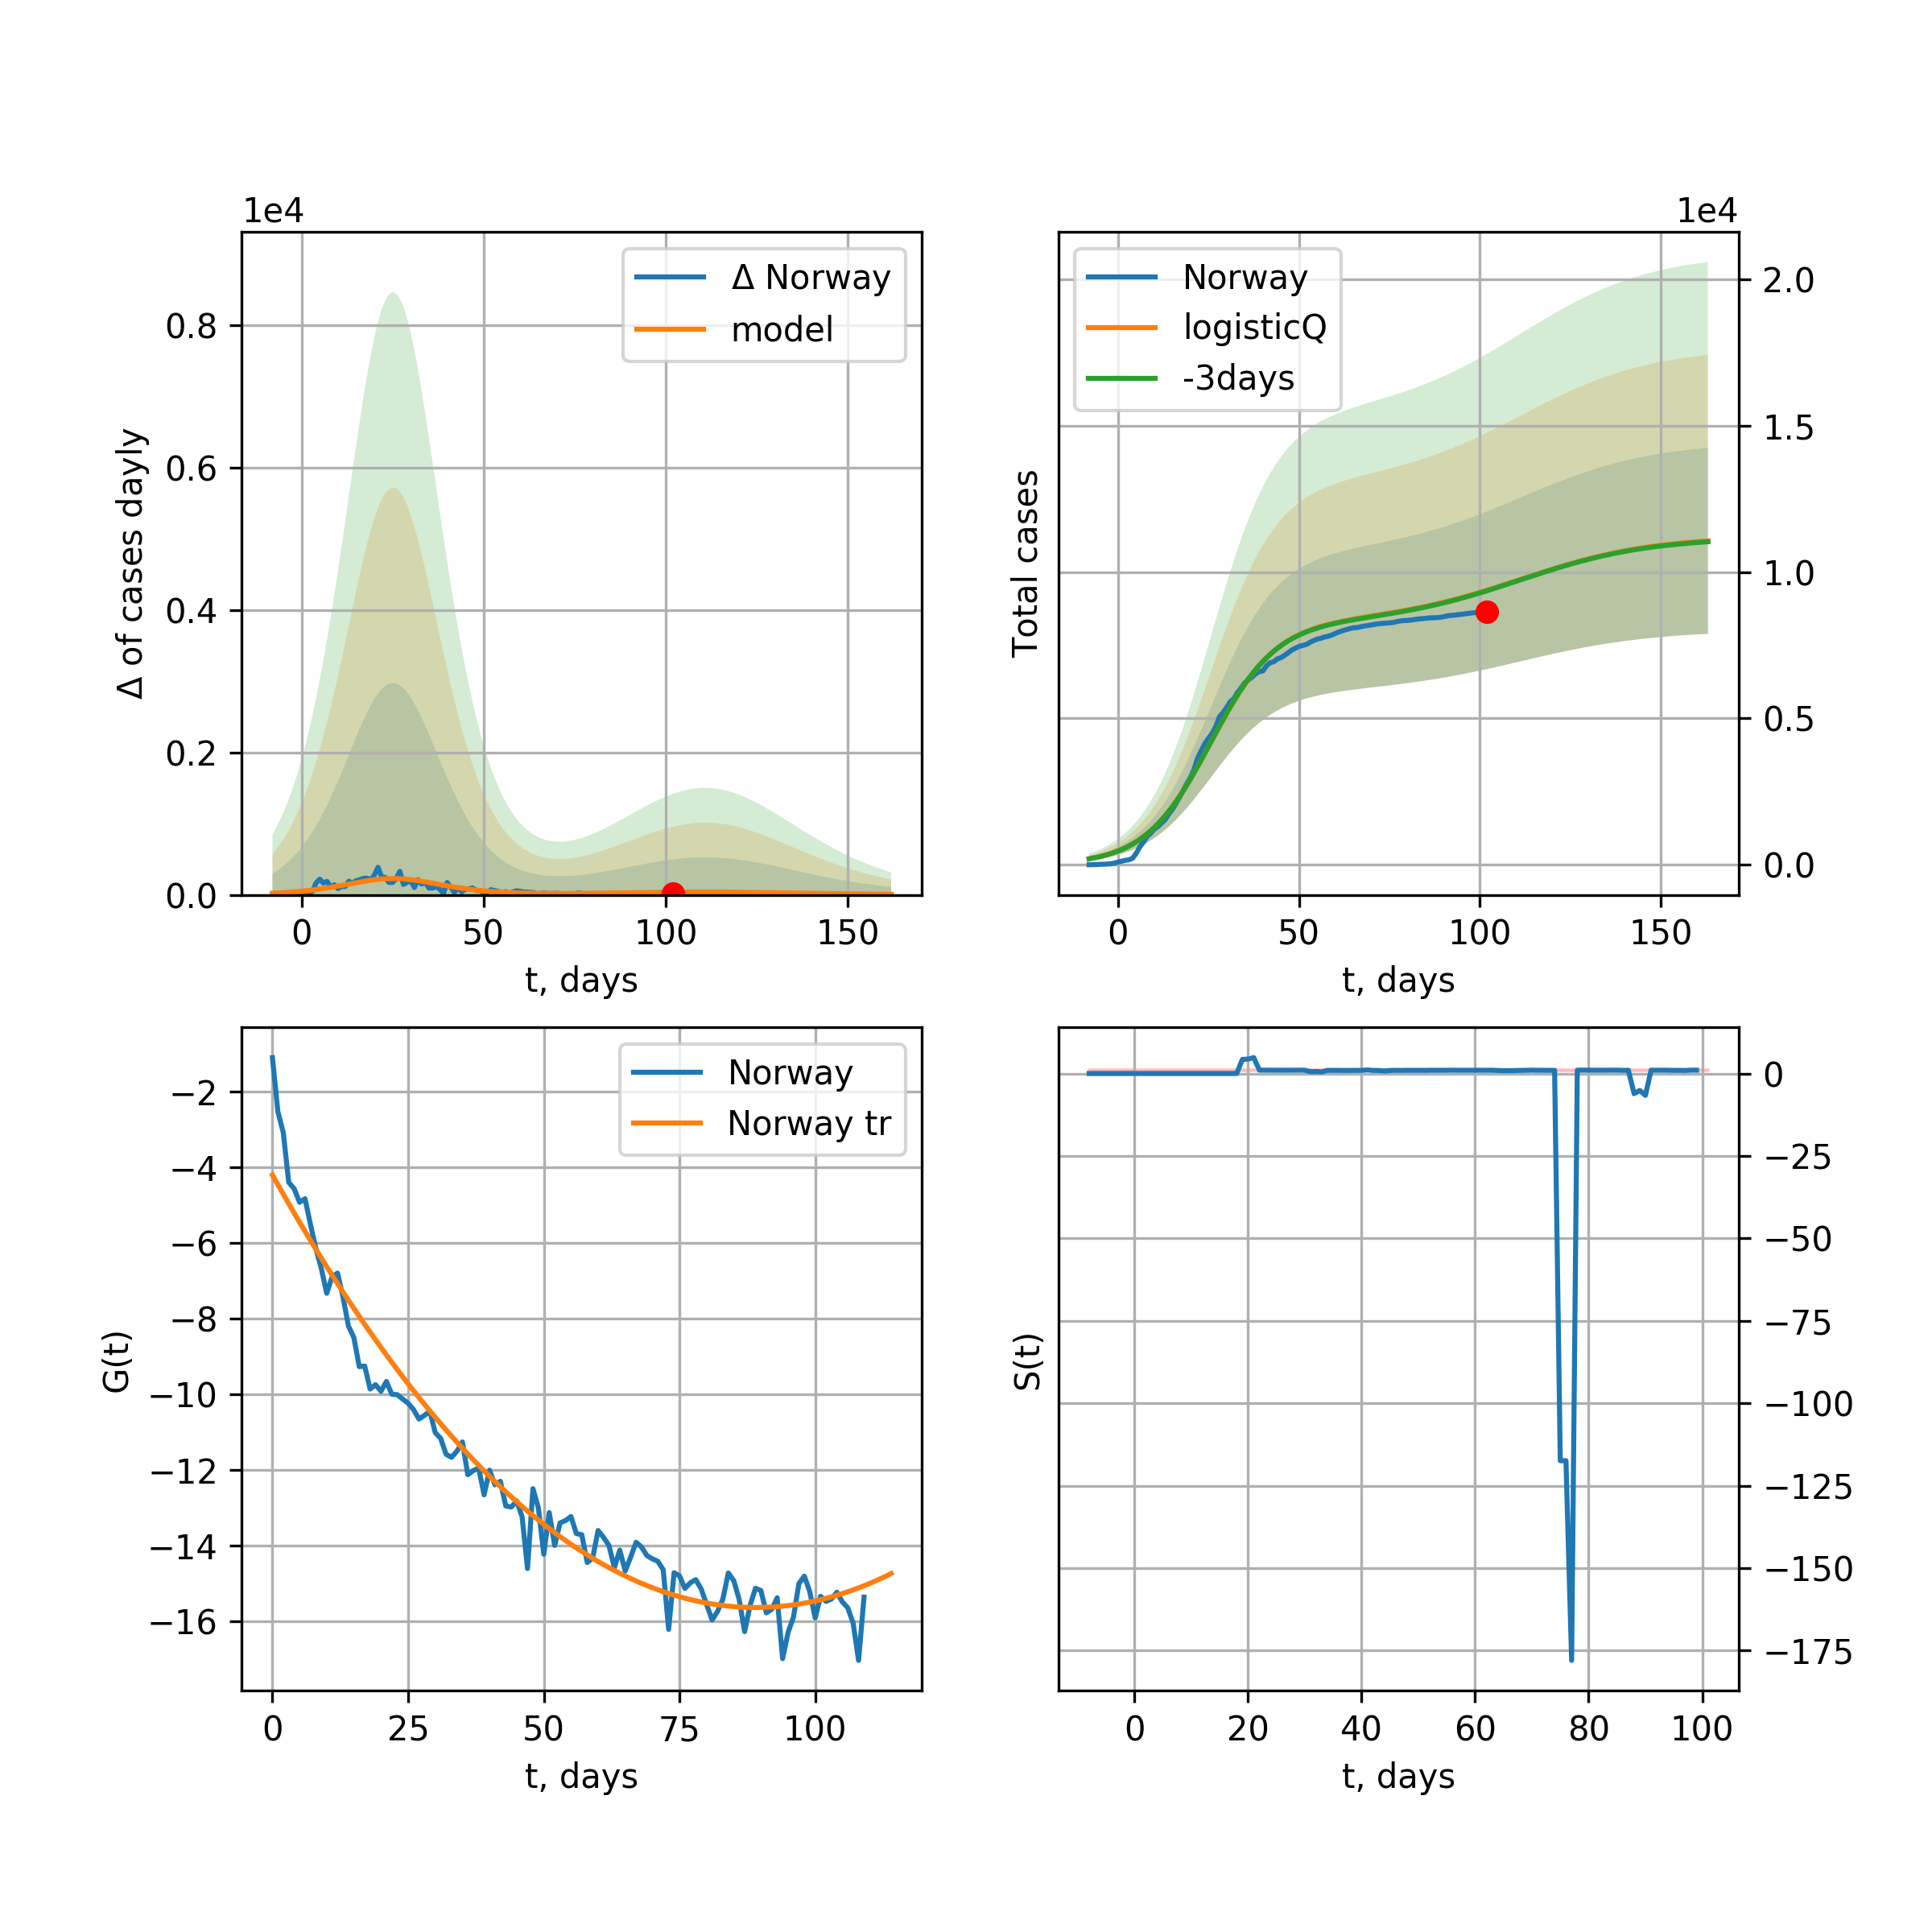 1e4
Δ of cases dayly
0.8
0.6
0.4
0.2
0.0
Δ Norway
model
0 50 100 150
t, days
1e4
Total cases
Norway
logisticQ
-3days
2.0
1.5
1.0
0.5
0.0
0 50 100 150
t, days
G(t)
−2
−4
−6
−8
−10
−12
−14
−16
Norway
Norway tr
0 25 50 75 100
t, days
S(t)
0
−25
−50
−75
−100
−125
−150
−175
0 20 40 60 80 100
t, days